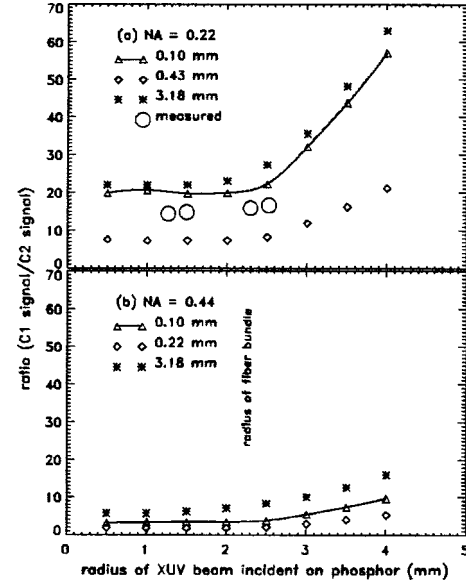 70
60
50
40
30
20
10
0
(a) NA = 0.22
0.10 mm
0.43 mm
3.18 mm
measured
ratio (C1 signal/C2 signal)
70
60
50
40
30
20
10
0
(b) NA = 0.44
0.10 mm
0.22 mm
3.18 mm
radius of fiber bundle
0 1 2 3 4 5
radius of XUV beam incident on phosphor (mm)